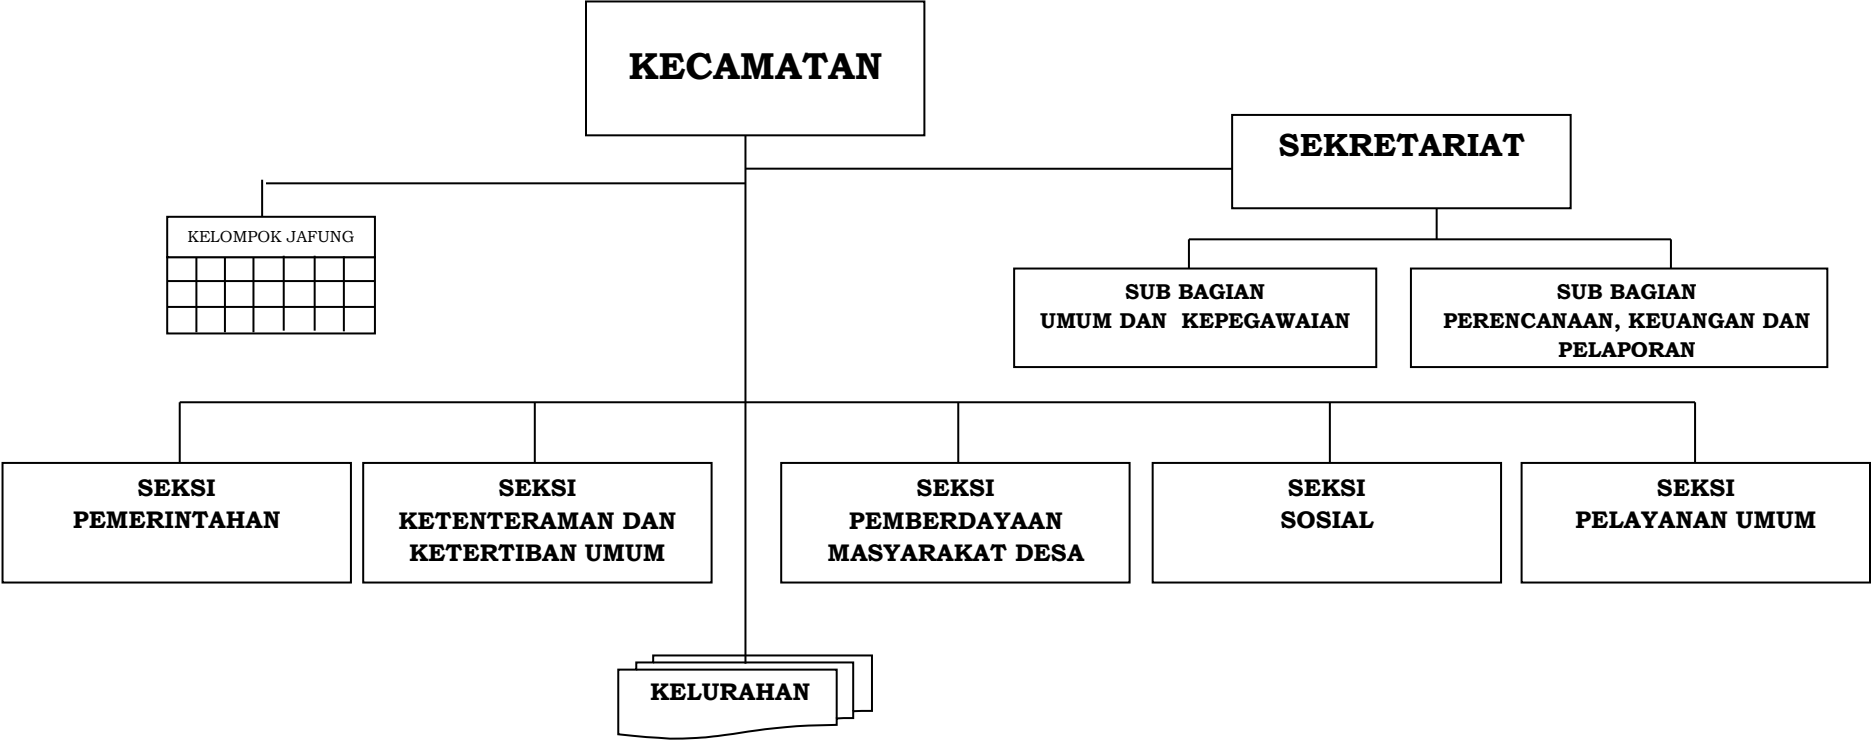 KECAMATAN
SEKRETARIAT
KELOMPOK JAFUNG
SUB BAGIAN
UMUM DAN KEPEGAWAIAN
SUB BAGIAN
PERENCANAAN, KEUANGAN DAN
PELAPORAN
SEKSI
PEMERINTAHAN
SEKSI
KETENTERAMAN DAN
KETERTIBAN UMUM
SEKSI
PEMBERDAYAAN
MASYARAKAT DESA
SEKSI
SOSIAL
SEKSI
PELAYANAN UMUM
KELURAHAN